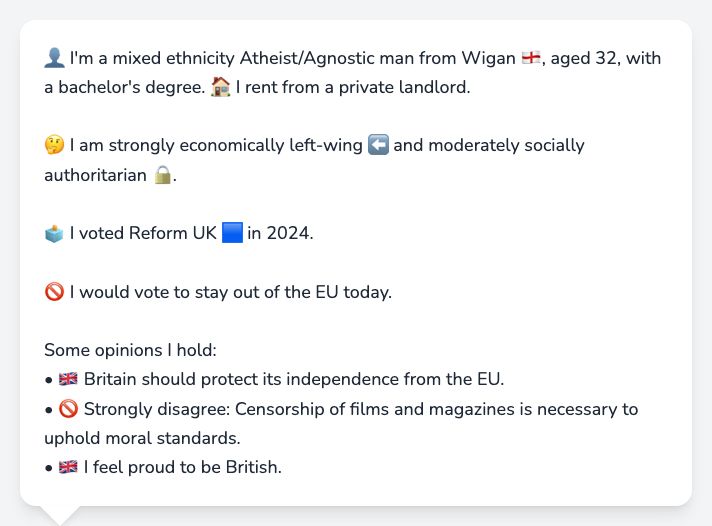 👤 I'm a mixed ethnicity Atheist/Agnostic man from Wigan 🏴󠁧󠁢󠁥󠁮󠁧󠁿, aged 32, with
a bachelor's degree. 🏠 I rent from a private landlord.
🤔 I am strongly economically left-wing ⬅️ and moderately socially
authoritarian 🔒.
🗳️ I voted Reform UK 🟦 in 2024.
🚫 I would vote to stay out of the EU today.
Some opinions I hold:
• 🇬🇧 Britain should protect its independence from the EU.
• 🚫 Strongly disagree: Censorship of films and magazines is necessary to
uphold moral standards.
• 🇬🇧 I feel proud to be British.